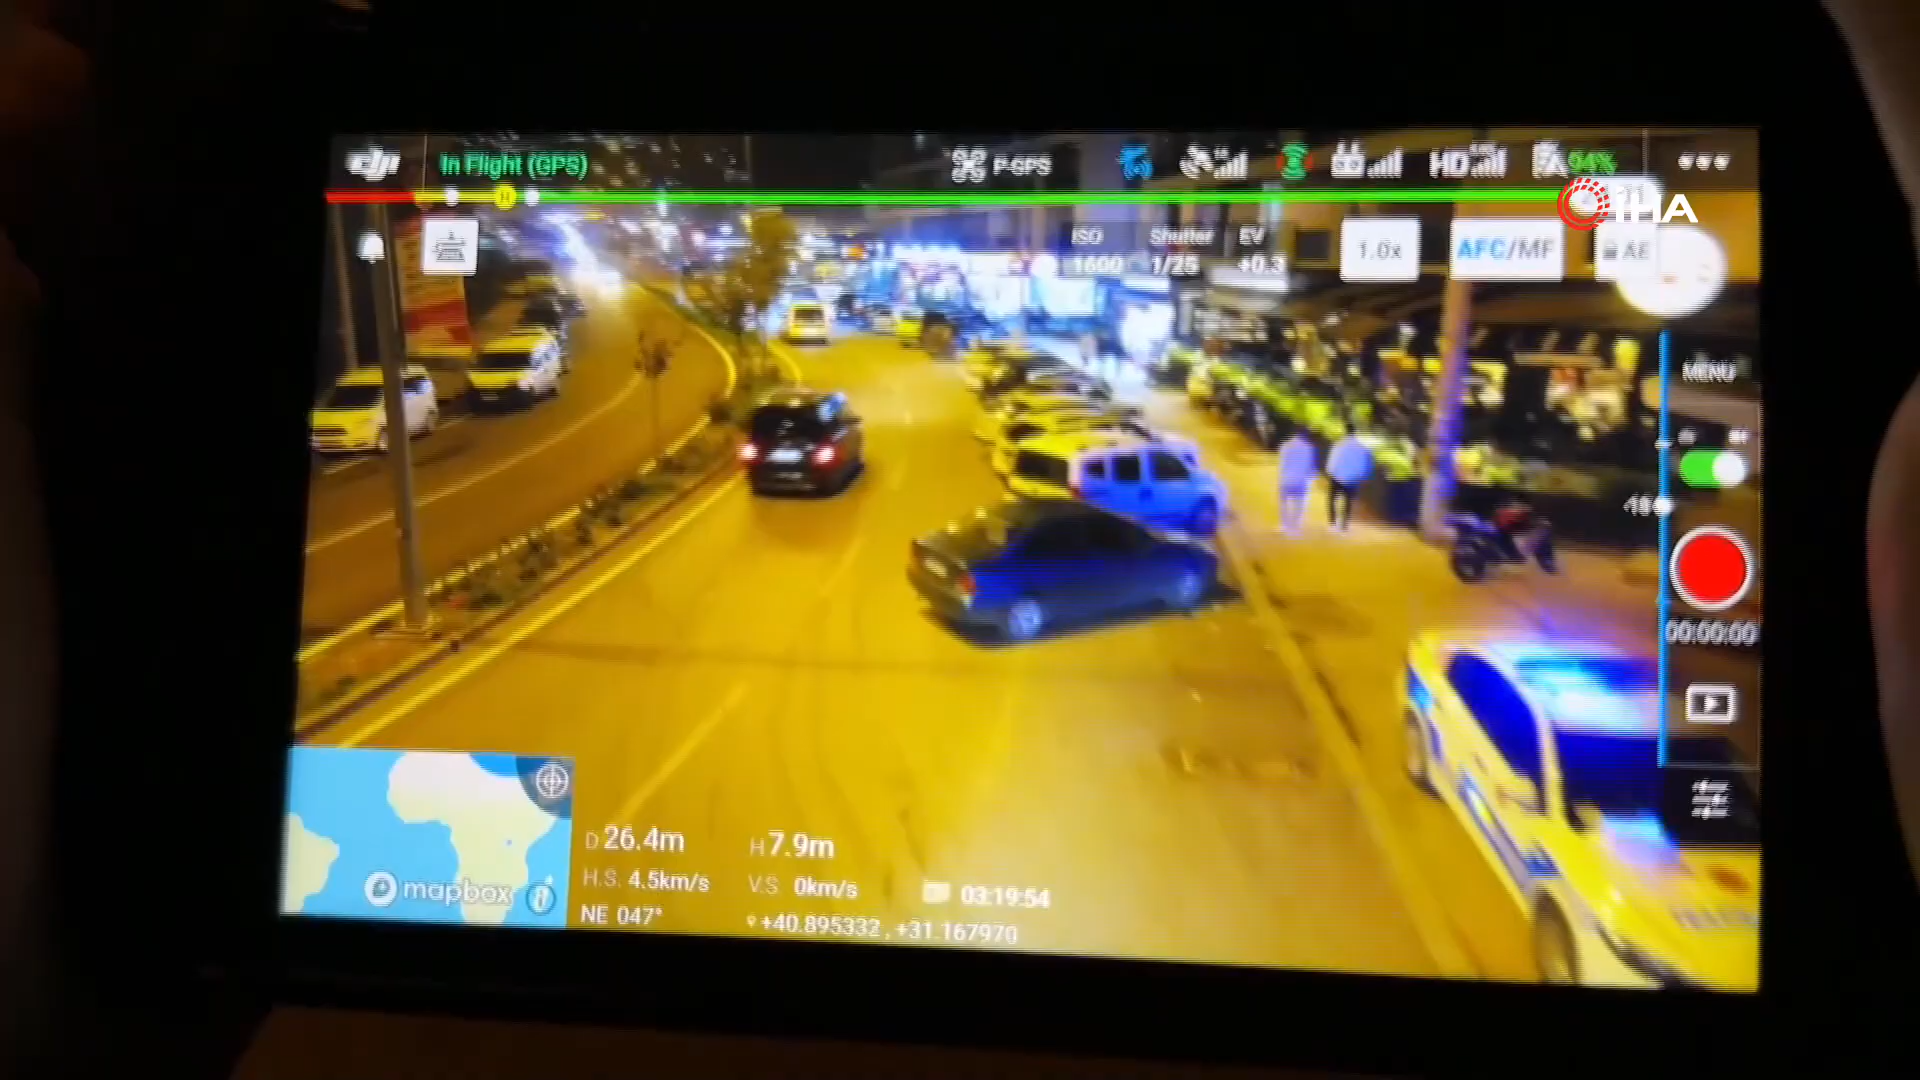 dji In Flight (GPS) P-GPS HD 94%
iHA
ISO Shutter EV
1600 1/25 +0.3
1.0x AFC/MF AE
MENU
00:00:00
mapbox
D 26.4m H 7.9m
H.S. 4.5km/s V.S 0km/s 03:19:54
NE 047° +40.895332 , +31.167970